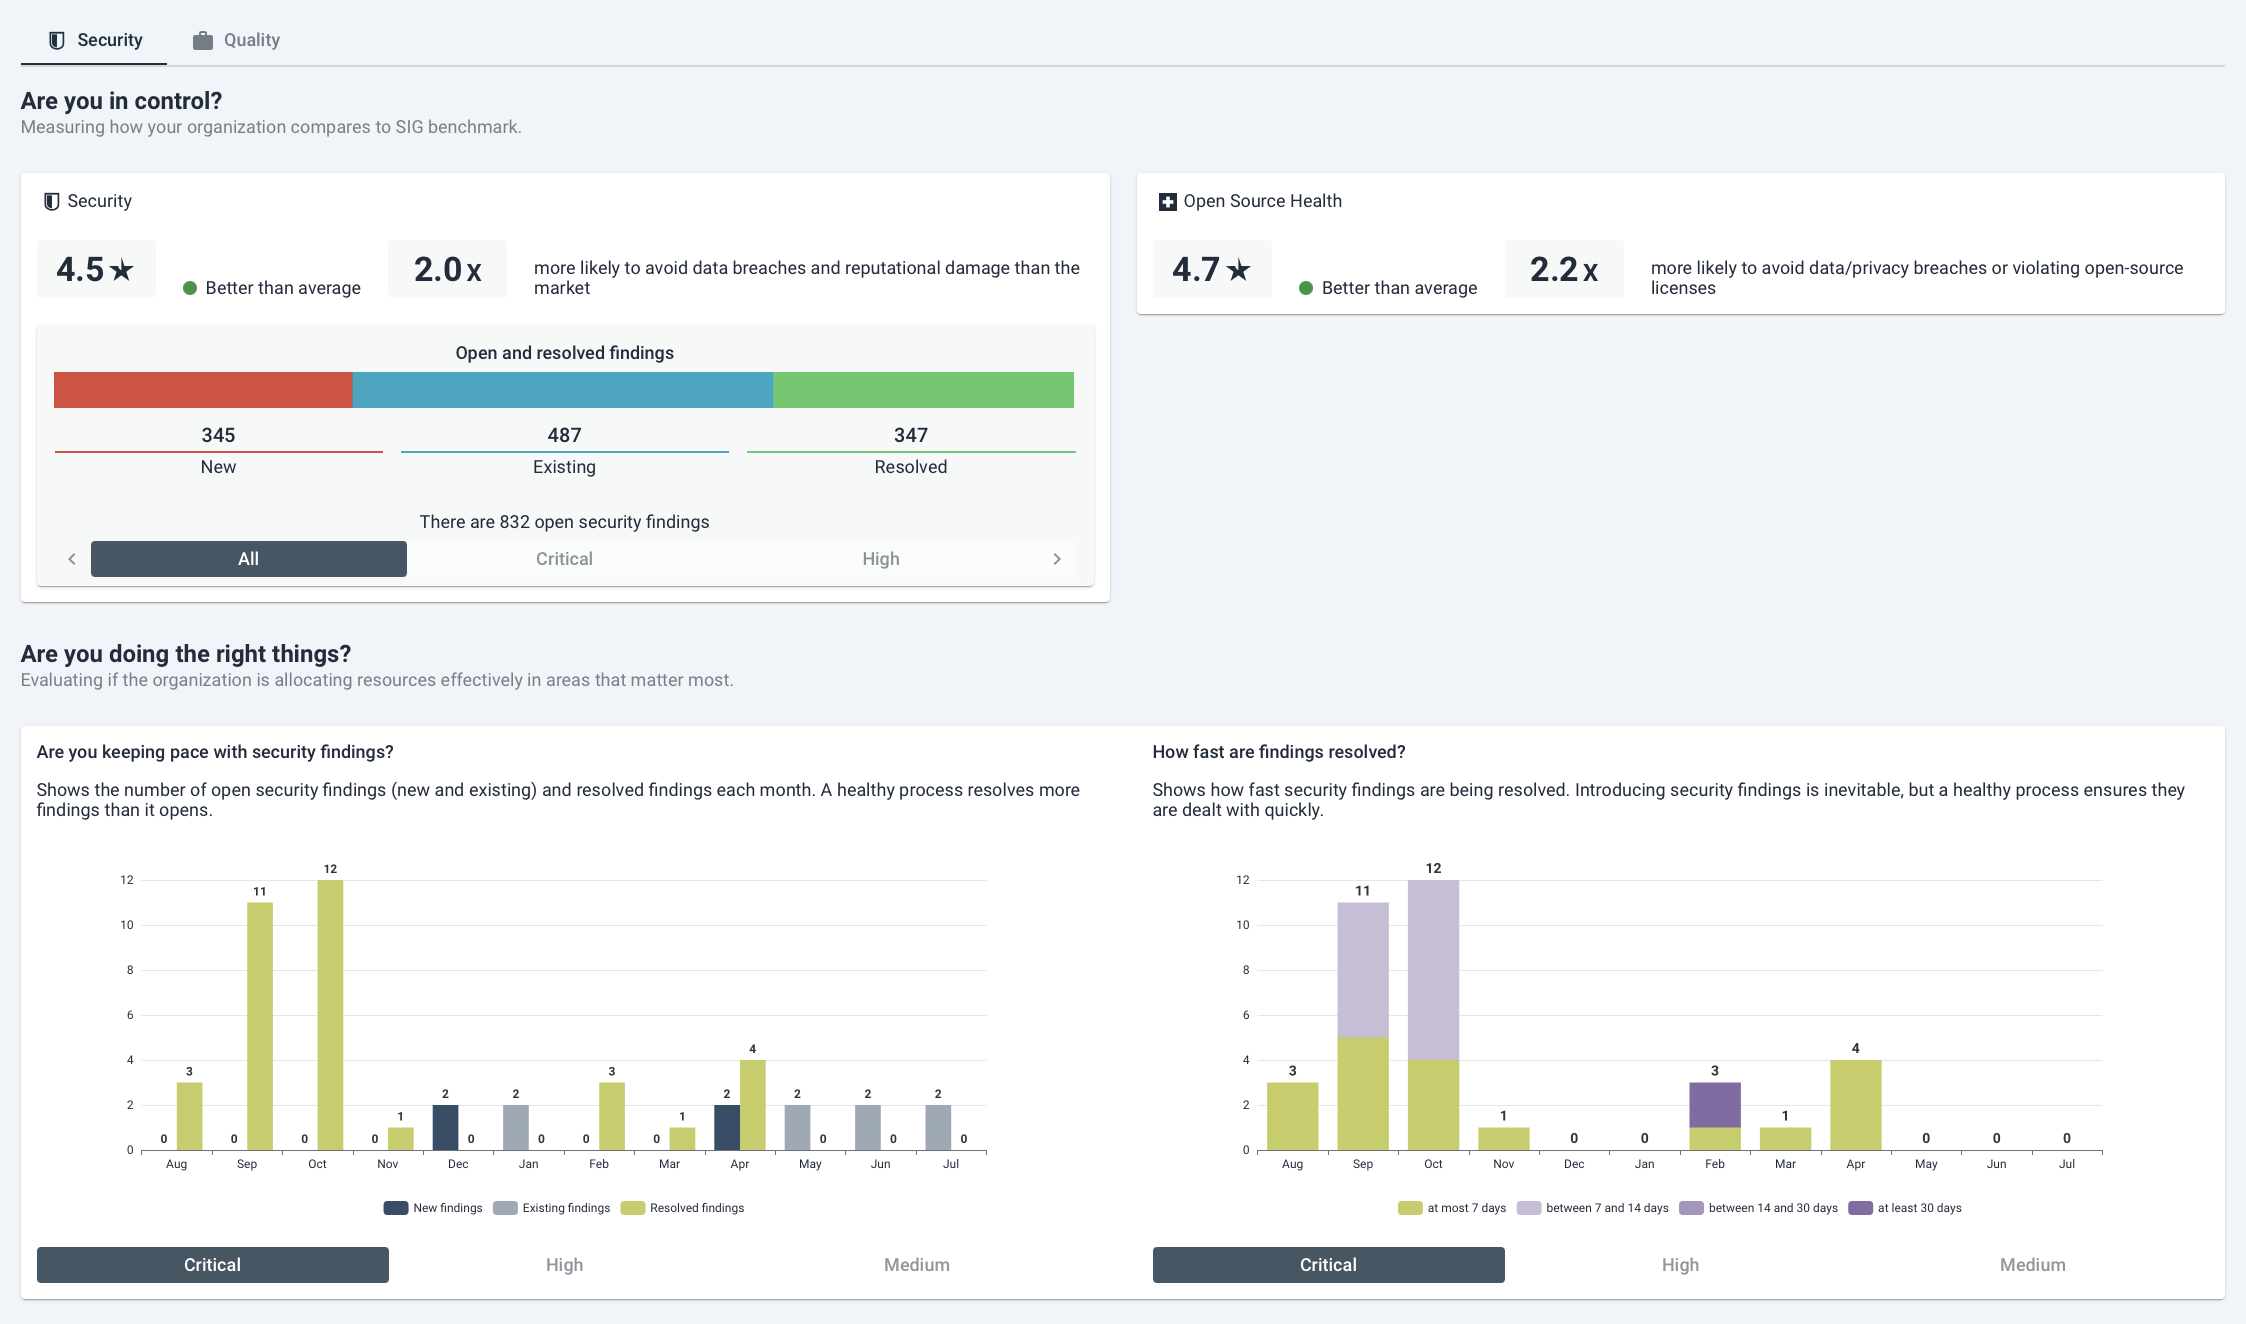 Security
Quality
Are you in control?
Measuring how your organization compares to SIG benchmark.
Security
4.5★
Better than average
2.0x
more likely to avoid data breaches and reputational damage than the
market
Open Source Health
4.7★
Better than average
2.2x
more likely to avoid data/privacy breaches or violating open-source
licenses
Open and resolved findings
345 487 347
New Existing Resolved
There are 832 open security findings
All Critical High
Are you doing the right things?
Evaluating if the organization is allocating resources effectively in areas that matter most.
Are you keeping pace with security findings?
Shows the number of open security findings (new and existing) and resolved findings each month. A healthy process resolves more
findings than it opens.
12
10
8
6
4
2
0
0 3 0 11 0 12 0 1 2 0 2 0 0 3 0 1 2 4 2 0 2 0 2 0
Aug Sep Oct Nov Dec Jan Feb Mar Apr May Jun Jul
New findings Existing findings Resolved findings
Critical High Medium
How fast are findings resolved?
Shows how fast security findings are being resolved. Introducing security findings is inevitable, but a healthy process ensures they
are dealt with quickly.
12
10
8
6
4
2
0
3 11 12 1 0 0 3 1 4 0 0 0
Aug Sep Oct Nov Dec Jan Feb Mar Apr May Jun Jul
at most 7 days between 7 and 14 days between 14 and 30 days at least 30 days
Critical High Medium